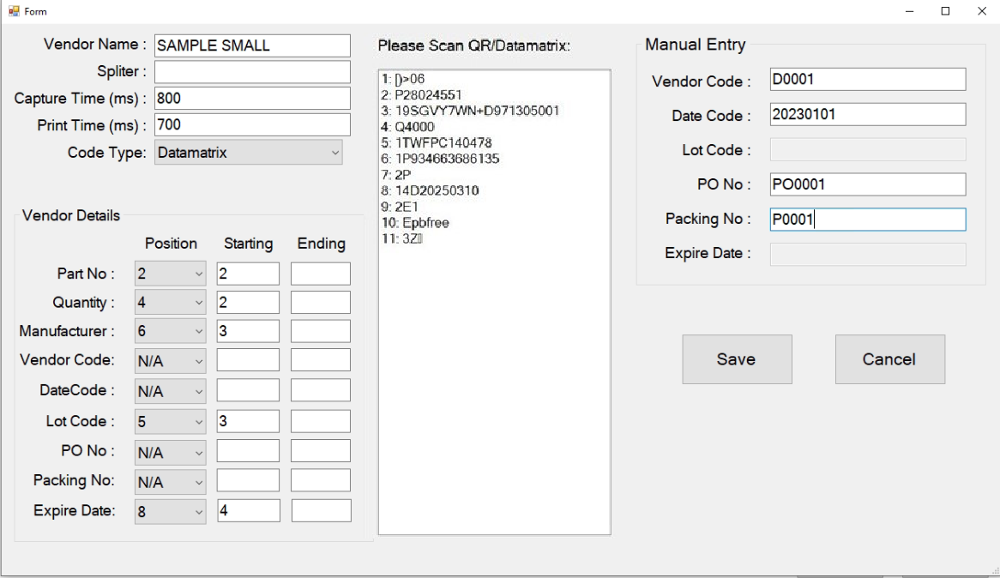 Form
Vendor Name : SAMPLE SMALL
Spliter :
Capture Time (ms) : 800
Print Time (ms) : 700
Code Type: Datamatrix
Vendor Details
Position Starting Ending
Part No : 2 2
Quantity : 4 2
Manufacturer : 6 3
Vendor Code: N/A
DateCode : N/A
Lot Code : 5 3
PO No : N/A
Packing No: N/A
Expire Date: 8 4
Please Scan QR/Datamatrix:
1: [)>06
2: P28024551
3: 19SGVY7WN+D971305001
4: Q4000
5: 1TWFPC140478
6: 1P934663686135
7: 2P
8: 14D20250310
9: 2E1
10: Epbfree
11: 3Z
Manual Entry
Vendor Code : D0001
Date Code : 20230101
Lot Code :
PO No : PO0001
Packing No : P0001
Expire Date :
Save Cancel